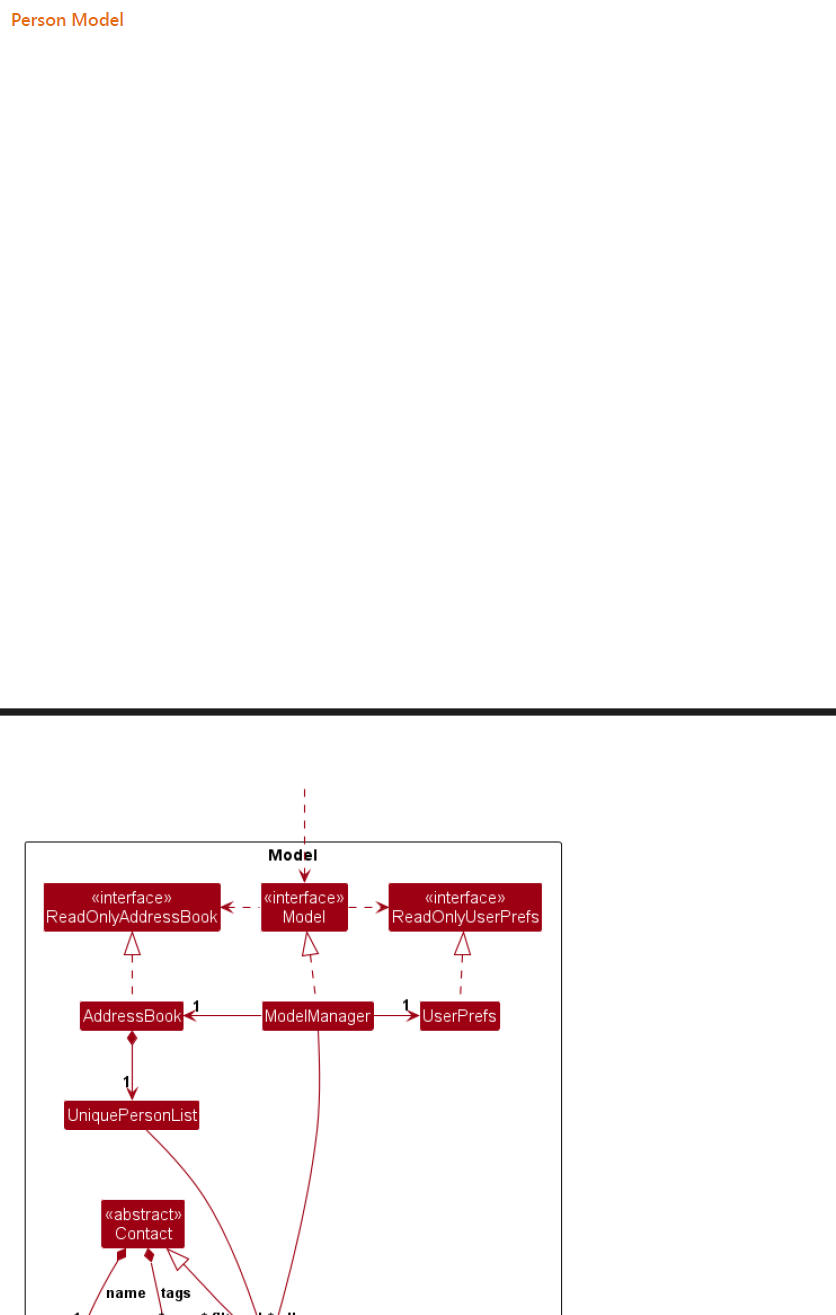 Person Model
Model
«interface»
ReadOnlyAddressBook
«interface»
Model
«interface»
ReadOnlyUserPrefs
AddressBook
1
ModelManager
1
UserPrefs
1
UniquePersonList
«abstract»
Contact
name
tags